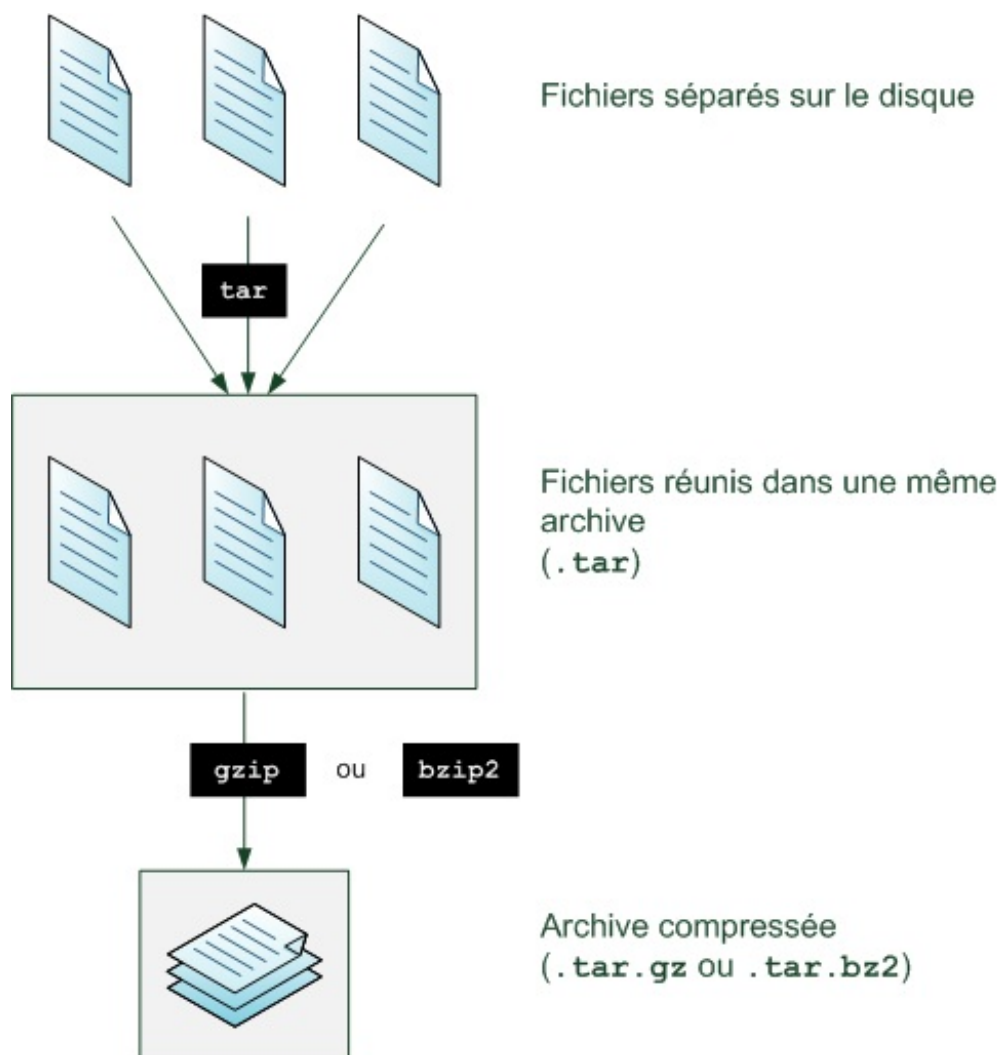 Fichiers séparés sur le disque
tar
Fichiers réunis dans une même
archive
(.tar)
gzip ou bzip2
Archive compressée
(.tar.gz ou .tar.bz2)